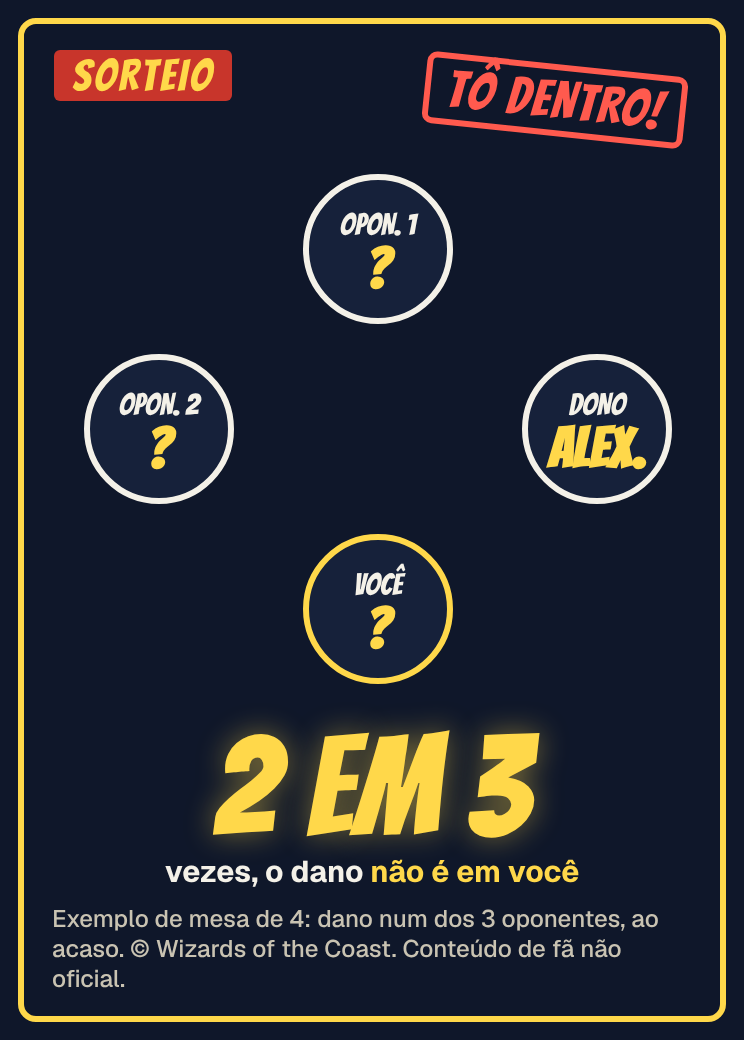 SORTEIO
TÔ DENTRO!
OPON. 1
?
OPON. 2
?
DONO
ALEX.
VOCÊ
?
2 EM 3
vezes, o dano não é em você
Exemplo de mesa de 4: dano num dos 3 oponentes, ao
acaso. © Wizards of the Coast. Conteúdo de fã não
oficial.